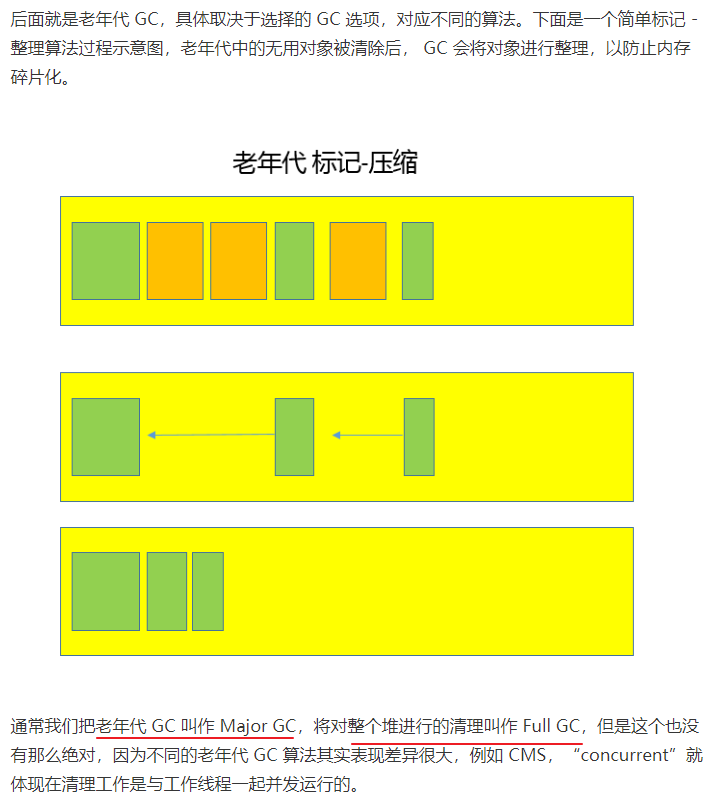 后面就是老年代 GC，具体取决于选择的 GC 选项，对应不同的算法。下面是一个简单标记 -
整理算法过程示意图，老年代中的无用对象被清除后， GC 会将对象进行整理，以防止内存
碎片化。
老年代 标记-压缩
通常我们把老年代 GC 叫作 Major GC，将对整个堆进行的清理叫作 Full GC，但是这个也没
有那么绝对，因为不同的老年代 GC 算法其实表现差异很大，例如 CMS，“concurrent”就
体现在清理工作是与工作线程一起并发运行的。